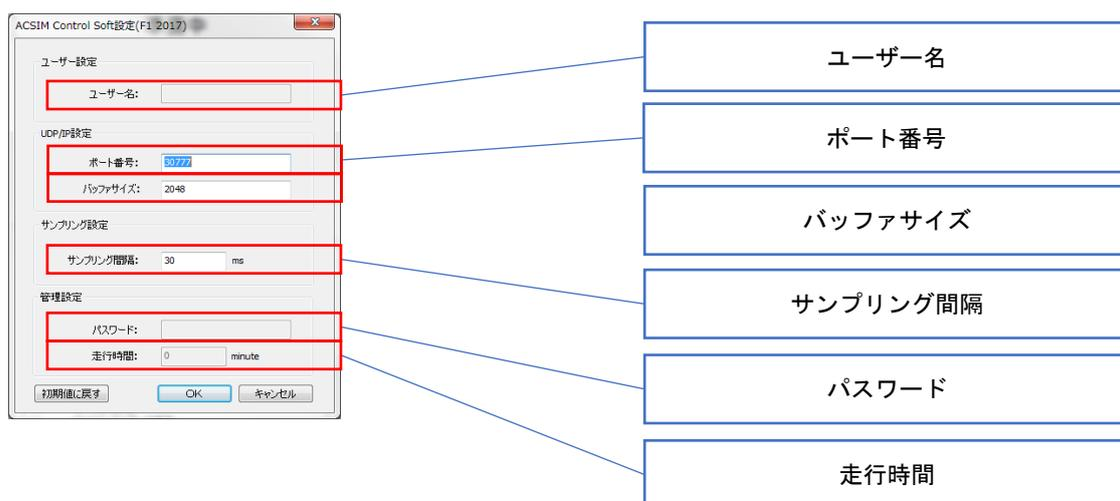 ACSIM Control Soft設定(F1 2017)
ユーザー設定
ユーザー名:
UDP/IP設定
ポート番号: 30777
バッファサイズ: 2048
サンプリング設定
サンプリング間隔: 30 ms
管理設定
パスワード:
走行時間: 0 minute
初期値に戻す OK キャンセル
ユーザー名
ポート番号
バッファサイズ
サンプリング間隔
パスワード
走行時間